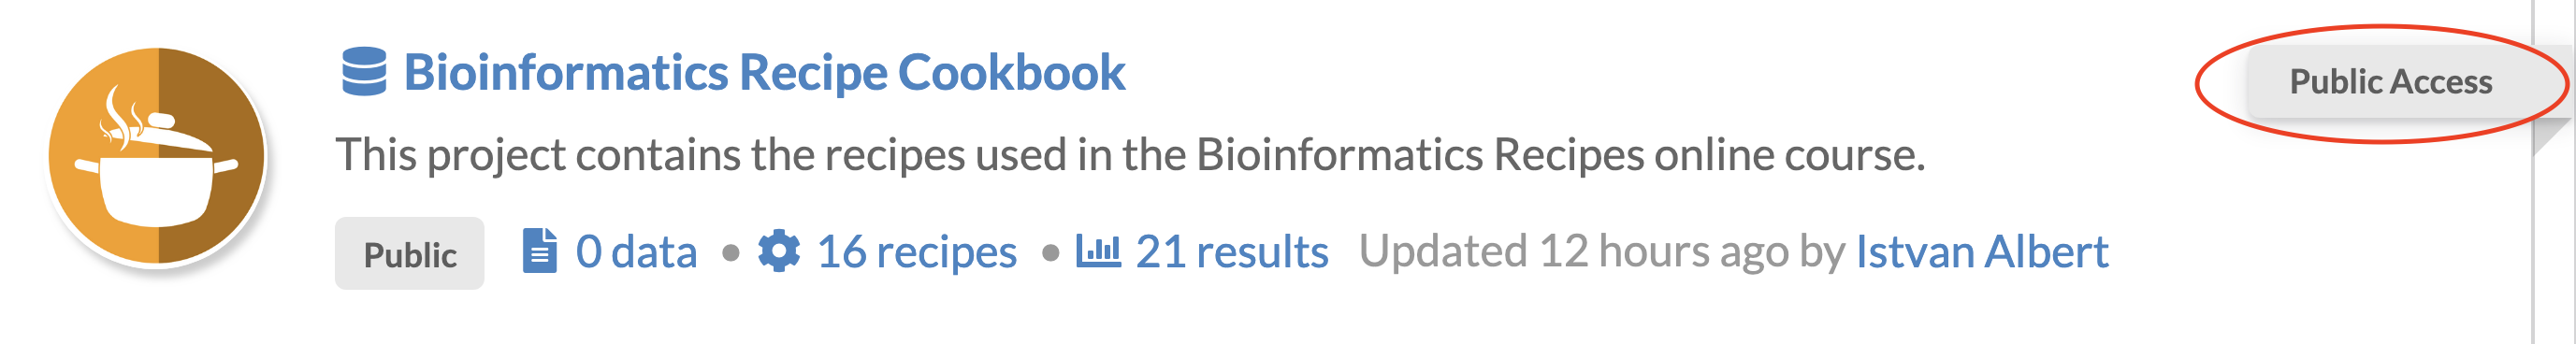 Bioinformatics Recipe Cookbook
Public Access
This project contains the recipes used in the Bioinformatics Recipes online course.
Public 0 data • 16 recipes • 21 results Updated 12 hours ago by Istvan Albert